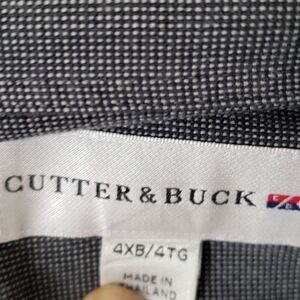 CUTTER & BUCK
4XB/4TG
MADE IN
THAILAND